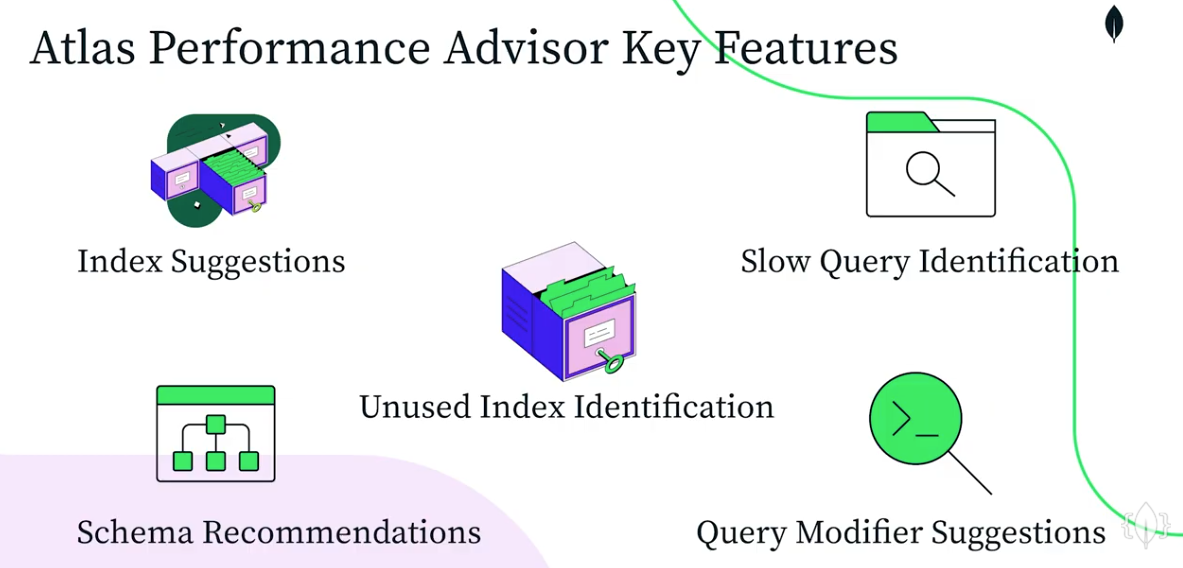 Atlas Performance Advisor Key Features
Index Suggestions
Slow Query Identification
Unused Index Identification
Schema Recommendations
Query Modifier Suggestions